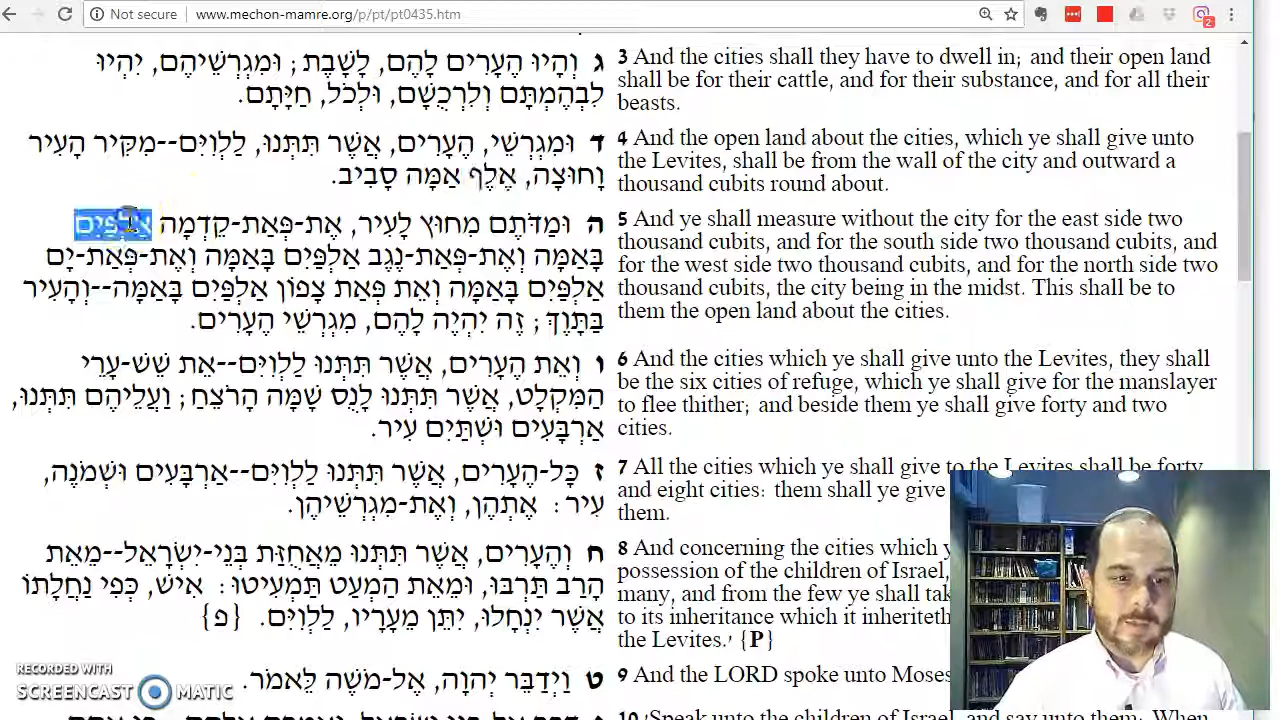 www.mechon-mamre.org/p/pt/pt0435.htm
2
ג וְהָיוּ הֶעָרִים לָהֶם, לָשָׁבֶת; וּמִגְרְשֵׁיהֶם, יִהְיוּ
לִבְהֶמְתָּם וְלִרְכֻשָׁם, וּלְכֹל, חַיָּתָם.
3 And the cities shall they have to dwell in; and their open land
shall be for their cattle, and for their substance, and for all their
beasts.
ד וּמִגְרְשֵׁי, הֶעָרִים, אֲשֶׁר תִּתְּנוּ, לַלְוִיִּם--מִקִּיר הָעִיר
וָחוּצָה, אֶלֶף אַמָּה סָבִיב.
4 And the open land about the cities, which ye shall give unto
the Levites, shall be from the wall of the city and outward a
thousand cubits round about.
ה וּמַדֹּתֶם מִחוּץ לָעִיר, אֶת-פְּאַת-קֵדְמָה אַלְפַּיִם
בָּאַמָּה וְאֶת-פְּאַת-נֶגֶב אַלְפַּיִם בָּאַמָּה וְאֶת-פְּאַת-יָם
אַלְפַּיִם בָּאַמָּה וְאֵת פְּאַת צָפוֹן אַלְפַּיִם בָּאַמָּה--וְהָעִיר
בַּתָּוֶךְ; זֶה יִהְיֶה לָהֶם, מִגְרְשֵׁי הֶעָרִים.
5 And ye shall measure without the city for the east side two
thousand cubits, and for the south side two thousand cubits, and
for the west side two thousand cubits, and for the north side two
thousand cubits, the city being in the midst. This shall be to
them the open land about the cities.
ו וְאֵת הֶעָרִים, אֲשֶׁר תִּתְּנוּ לַלְוִיִּם--אֵת שֵׁשׁ-עָרֵי
הַמִּקְלָט, אֲשֶׁר תִּתְּנוּ לָנֻס שָׁמָּה הָרֹצֵחַ; וַעֲלֵיהֶם תִּתְּנוּ,
אַרְבָּעִים וּשְׁתַּיִם עִיר.
6 And the cities which ye shall give unto the Levites, they shall
be the six cities of refuge, which ye shall give for the manslayer
to flee thither; and beside them ye shall give forty and two
cities.
ז כָּל-הֶעָרִים, אֲשֶׁר תִּתְּנוּ לַלְוִיִּם--אַרְבָּעִים וּשְׁמֹנֶה,
עִיר: אֶתְהֶן, וְאֶת-מִגְרְשֵׁיהֶן.
7 All the cities which ye shall give to the Levites shall be forty
and eight cities: them shall ye give
them.
ח וְהֶעָרִים, אֲשֶׁר תִּתְּנוּ מֵאֲחֻזַּת בְּנֵי-יִשְׂרָאֵל--מֵאֵת
הָרַב תַּרְבּוּ, וּמֵאֵת הַמְעַט תַּמְעִיטוּ: אִישׁ, כְּפִי נַחֲלָתוֹ
אֲשֶׁר יִנְחָלוּ, יִתֵּן מֵעָרָיו, לַלְוִיִּם. {פ}
8 And concerning the cities which
possession of the children of Israel,
many, and from the few ye shall
to its inheritance which it inheriteth
the Levites.' {P}
ט וַיְדַבֵּר יְהוָה, אֶל-מֹשֶׁה לֵּאמֹר.
9 And the LORD spoke unto Moses
10 'Speak unto the children of Israel, and say unto them: When
RECORDED WITH
SCREENCAST MATIC